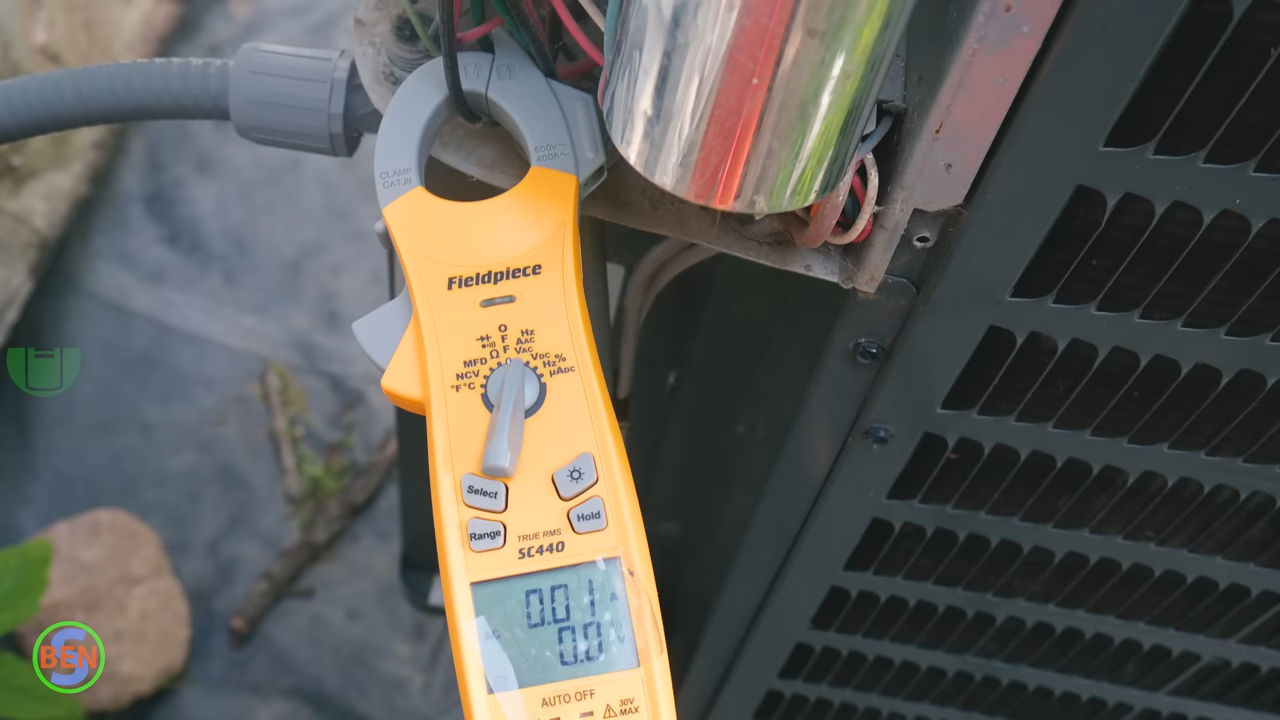 600V~
400A~
CLAMP
CAT.III
Fieldpiece
Hz
F AAC
Ω F VAC
VDC
Hz%
µADC
MFD
NCV
°F°C
Select
Range
Hold
TRUE RMS
SC440
0.01 A
0.0 V
AUTO OFF
30V
MAX
S
BEN